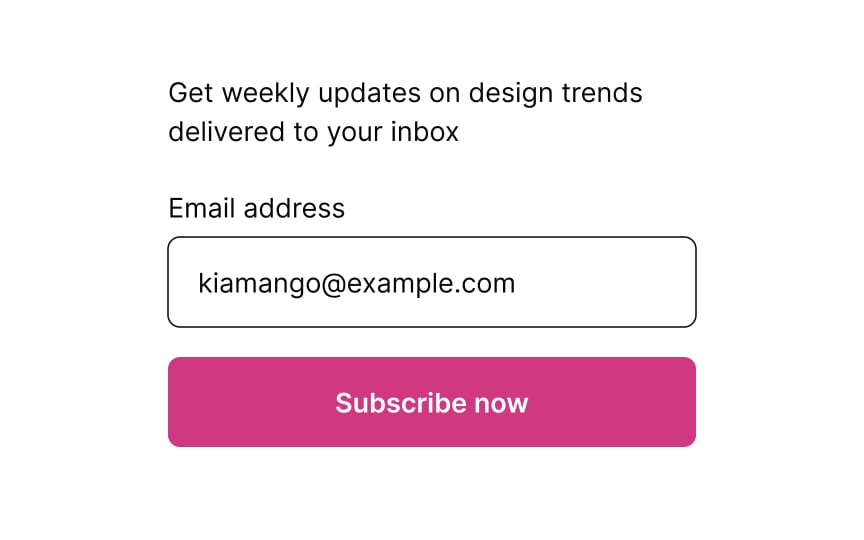 Get weekly updates on design trends
delivered to your inbox
Email address
kiamango@example.com
Subscribe now